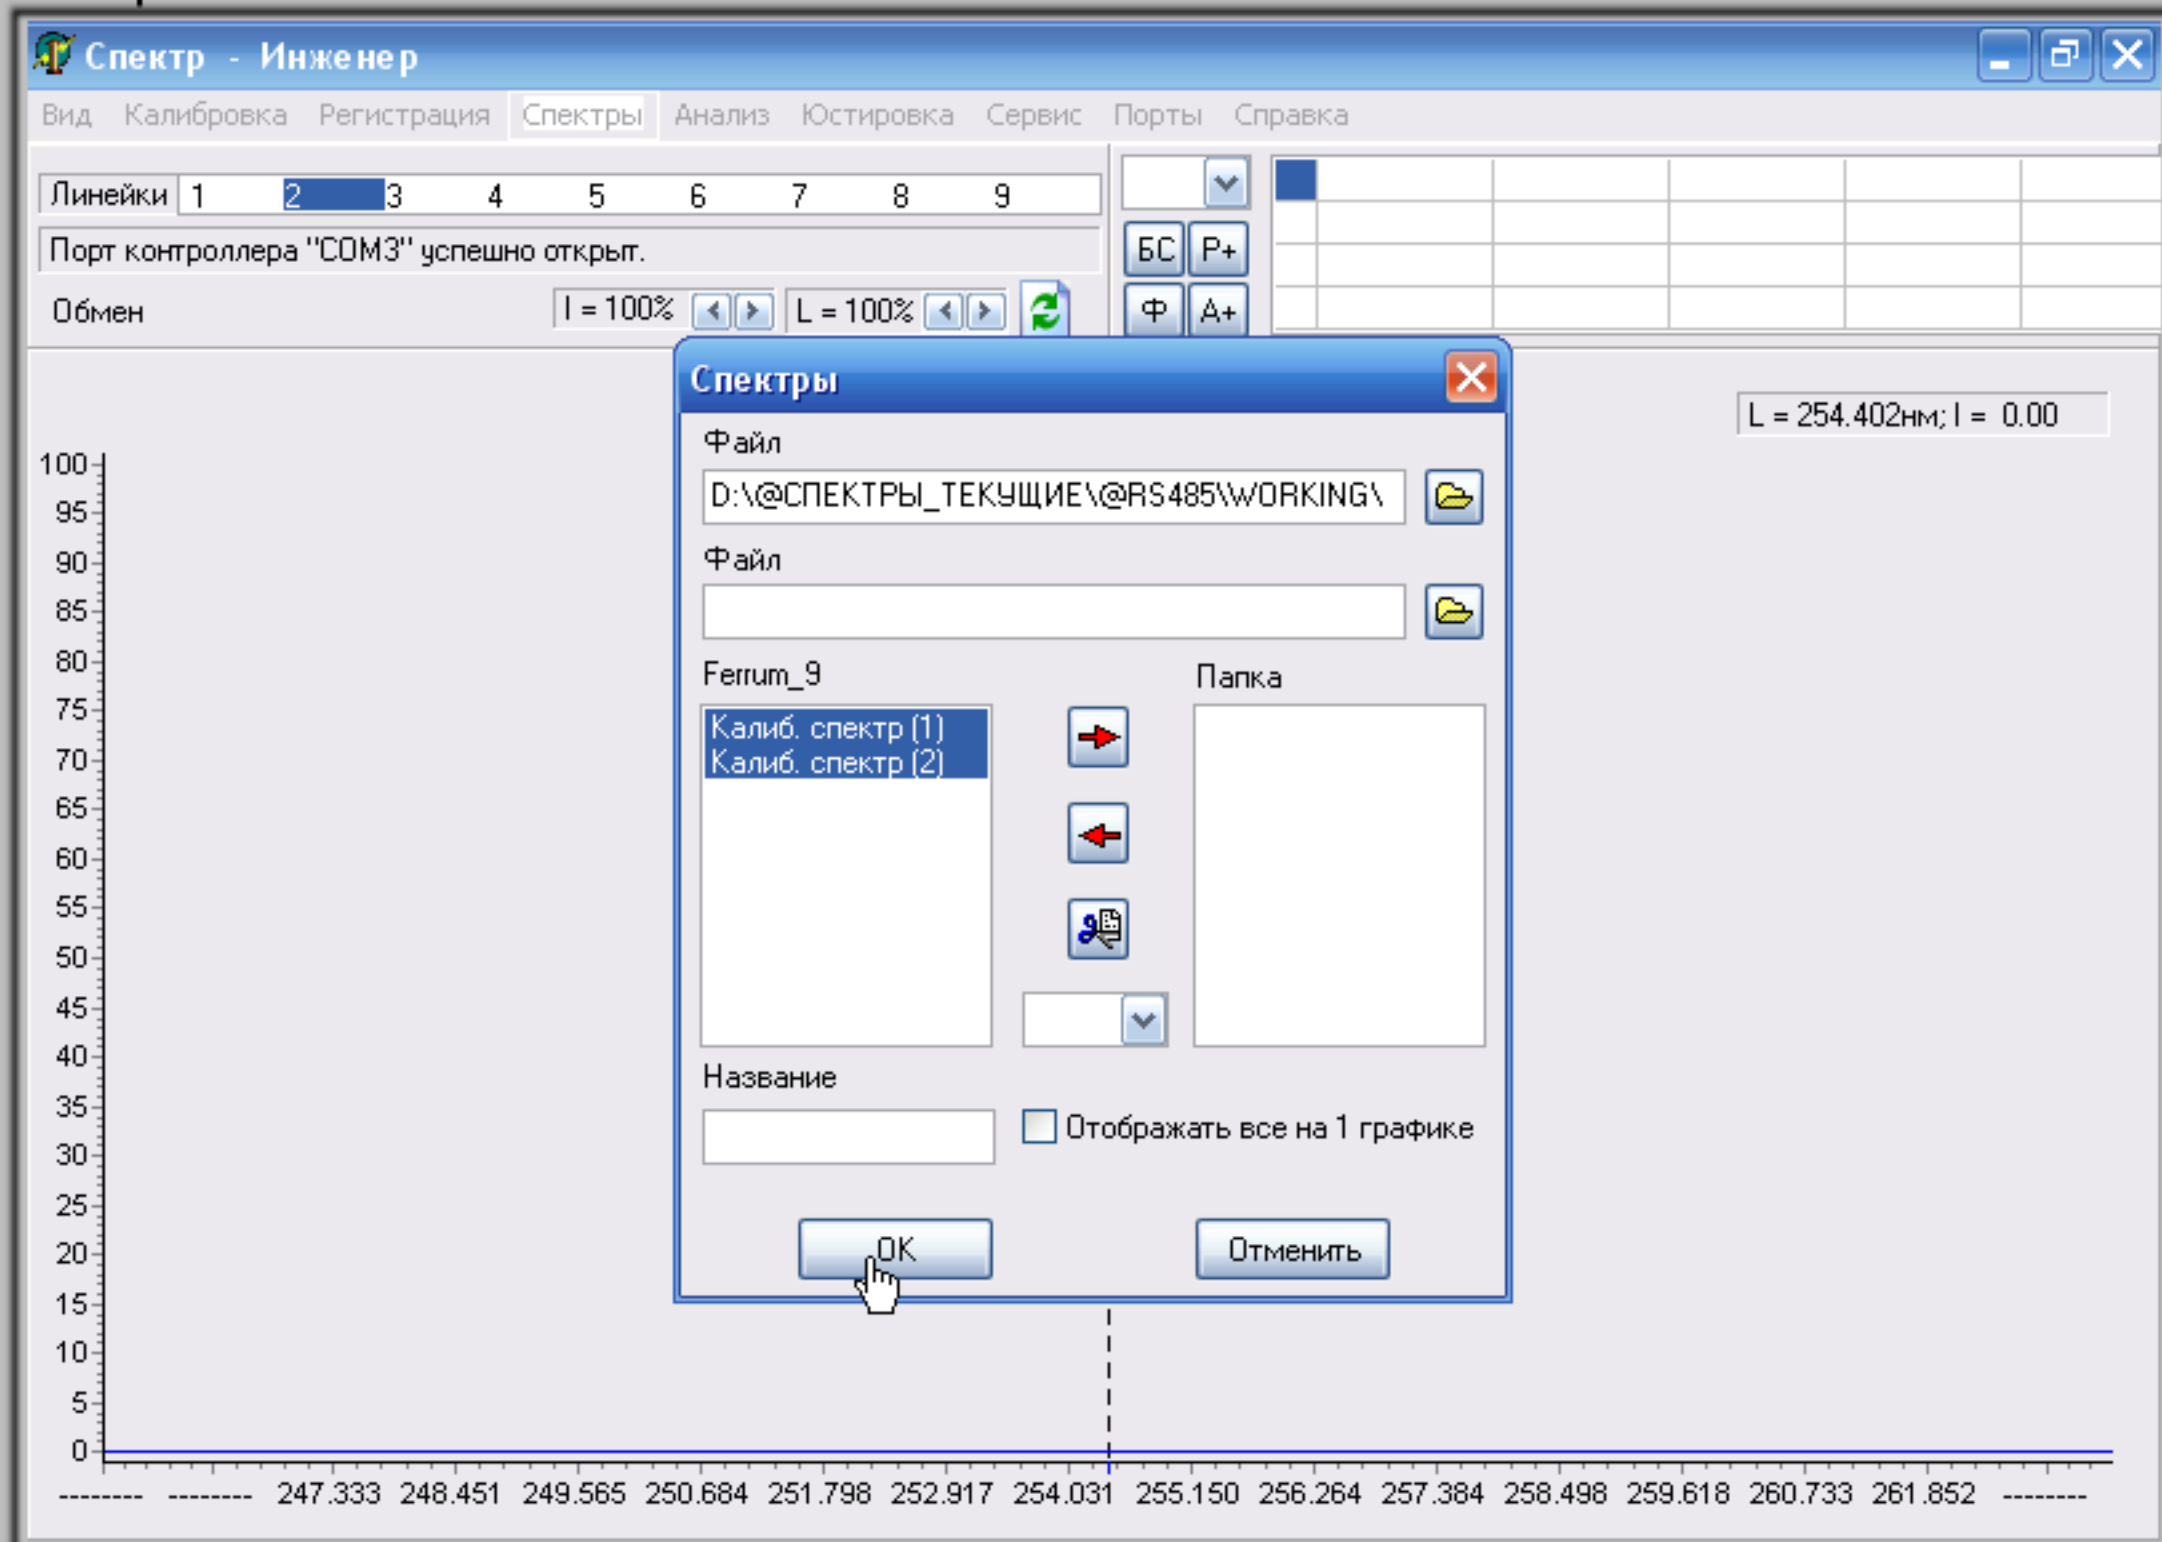 Спектр - Инженер
Вид Калибровка Регистрация Спектры Анализ Юстировка Сервис Порты Справка
Линейки 1 2 3 4 5 6 7 8 9
Порт контроллера "COM3" успешно открыт.
БС Р+
Обмен I = 100% L = 100%
Ф А+
Спектры
L = 254.402нм; I = 0.00
Файл
D:\@СПЕКТРЫ_ТЕКУЩИЕ\@RS485\WORKING\
Файл
Ferrum_9 Папка
Калиб. спектр (1)
Калиб. спектр (2)
Название
Отображать все на 1 графике
OK Отменить
100
95
90
85
80
75
70
65
60
55
50
45
40
35
30
25
20
15
10
5
0
-------- -------- 247.333 248.451 249.565 250.684 251.798 252.917 254.031 255.150 256.264 257.384 258.498 259.618 260.733 261.852 --------